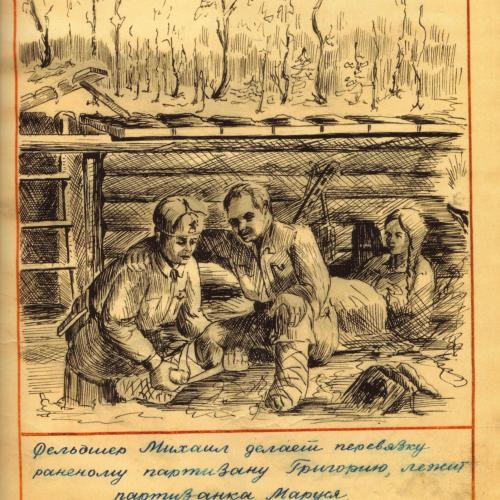 Фельдшер Михаил делает перевязку
раненому партизану Григорию, лежит
партизанка Маруся